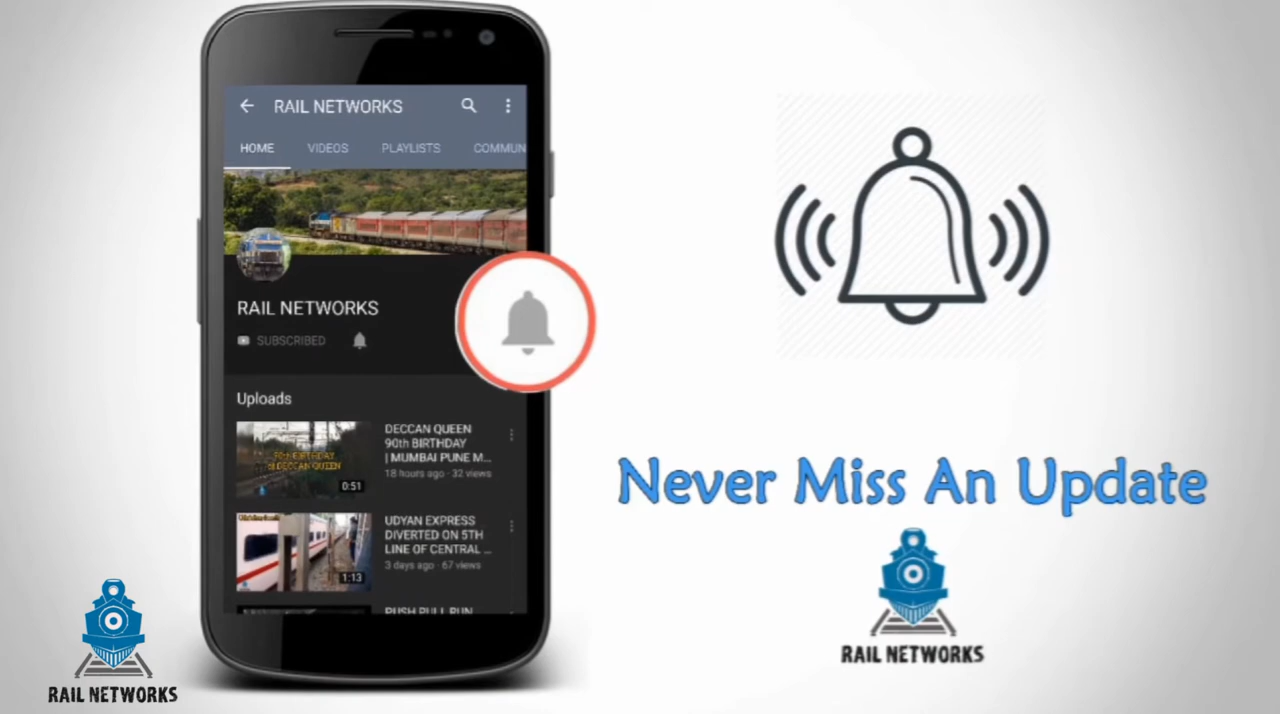 RAIL NETWORKS
HOME VIDEOS PLAYLISTS COMMUN
RAIL NETWORKS
SUBSCRIBED
Uploads
DECCAN QUEEN
90th BIRTHDAY
| MUMBAI PUNE M...
18 hours ago · 32 views
0:51
UDYAN EXPRESS
DIVERTED ON 5TH
LINE OF CENTRAL ...
3 days ago · 67 views
1:13
PUSH PULL RUN
Never Miss An Update
RAIL NETWORKS
RAIL NETWORKS